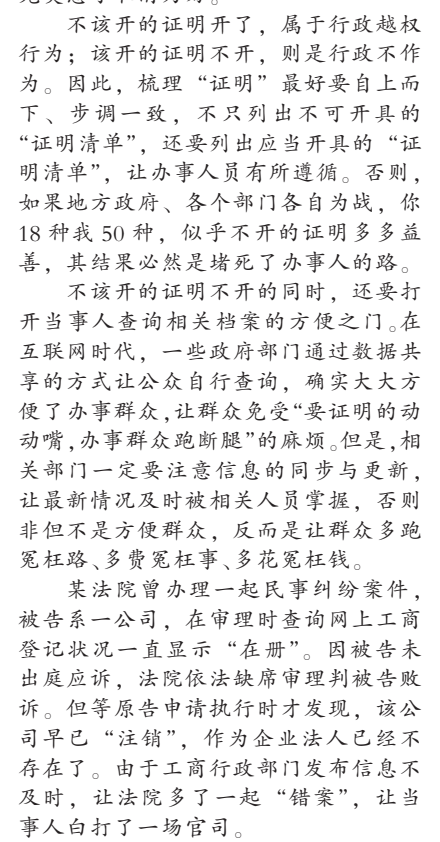 不该开的证明开了，属于行政越权
行为；该开的证明不开，则是行政不作
为。因此，梳理“证明”最好要自上而
下、步调一致，不只列出不可开具的
“证明清单”，还要列出应当开具的“证
明清单”，让办事人员有所遵循。否则，
如果地方政府、各个部门各自为战，你
18种我50种，似乎不开的证明多多益
善，其结果必然是堵死了办事人的路。
不该开的证明不开的同时，还要打
开当事人查询相关档案的方便之门。在
互联网时代，一些政府部门通过数据共
享的方式让公众自行查询，确实大大方
便了办事群众，让群众免受“要证明的动
动嘴，办事群众跑断腿”的麻烦。但是，相
关部门一定要注意信息的同步与更新，
让最新情况及时被相关人员掌握，否则
非但不是方便群众，反而是让群众多跑
冤枉路、多费冤枉事、多花冤枉钱。
某法院曾办理一起民事纠纷案件，
被告系一公司，在审理时查询网上工商
登记状况一直显示“在册”。因被告未
出庭应诉，法院依法缺席审理判被告败
诉。但等原告申请执行时才发现，该公
司早已“注销”，作为企业法人已经不
存在了。由于工商行政部门发布信息不
及时，让法院多了一起“错案”，让当
事人白打了一场官司。